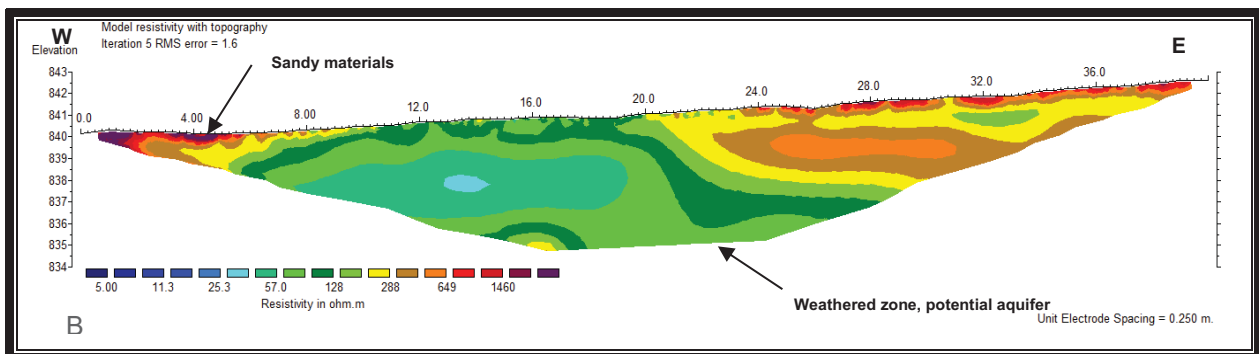 W
Elevation
Model resistivity with topography
Iteration 5 RMS error = 1.6
Sandy materials
E
843
842
841
840
839
838
837
836
835
834
0.0 4.00 8.00 12.0 16.0 20.0 24.0 28.0 32.0 36.0
5.00 11.3 25.3 57.0 128 288 649 1460
Resistivity in ohm.m
Weathered zone, potential aquifer
B
Unit Electrode Spacing = 0.250 m.